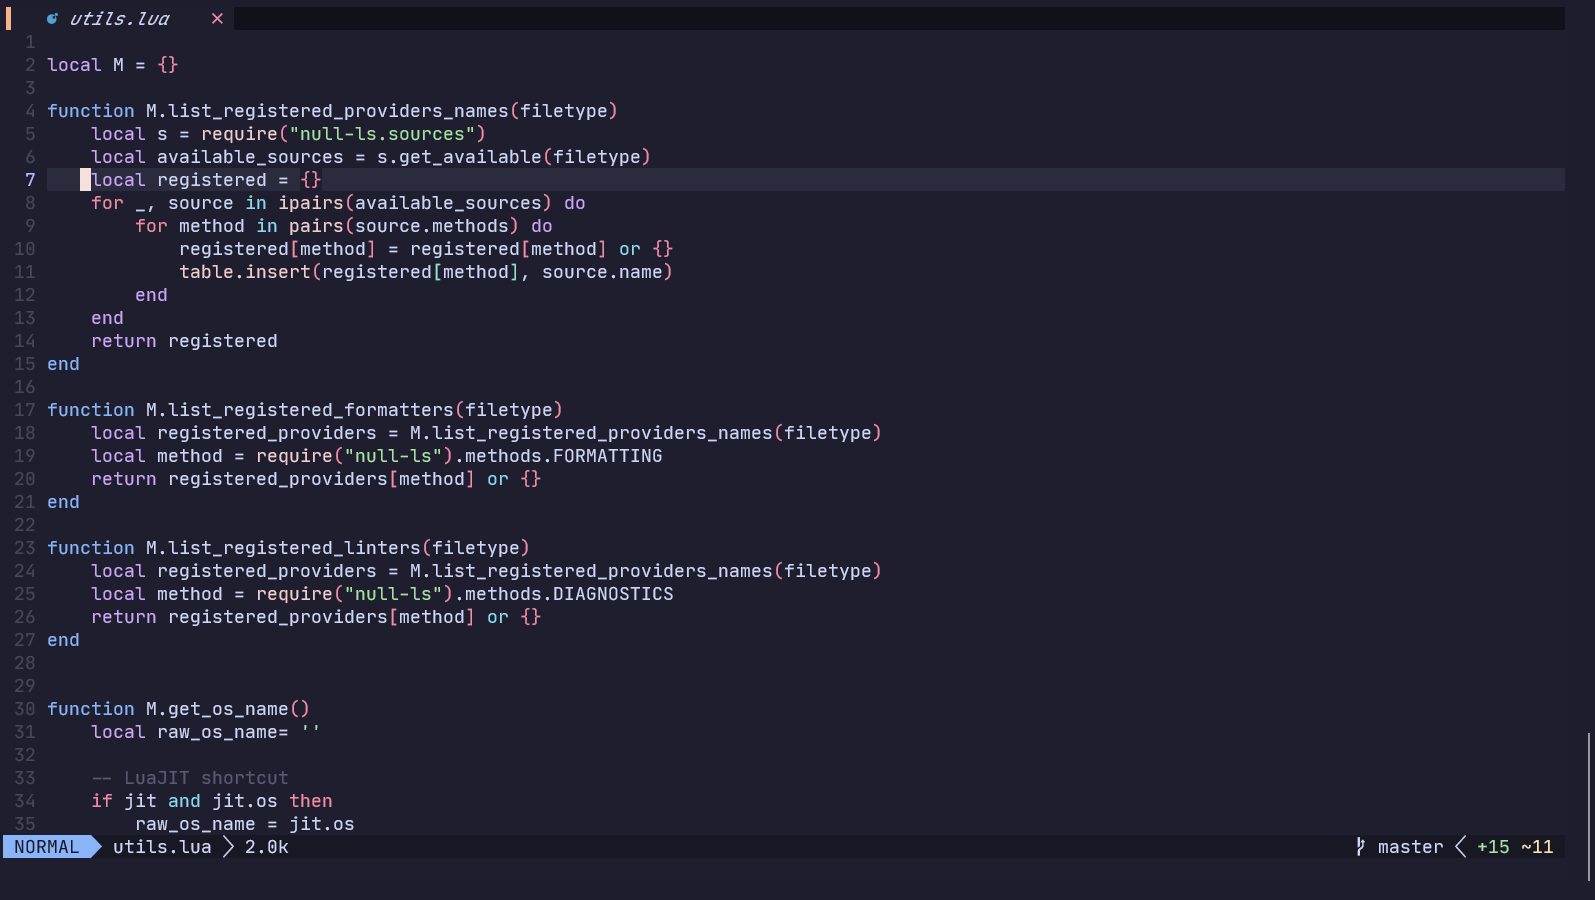 utils.lua ×
1
2 local M = {}
3
4 function M.list_registered_providers_names(filetype)
5     local s = require("null-ls.sources")
6     local available_sources = s.get_available(filetype)
7     local registered = {}
8     for _, source in ipairs(available_sources) do
9         for method in pairs(source.methods) do
10             registered[method] = registered[method] or {}
11             table.insert(registered[method], source.name)
12         end
13     end
14     return registered
15 end
16
17 function M.list_registered_formatters(filetype)
18     local registered_providers = M.list_registered_providers_names(filetype)
19     local method = require("null-ls").methods.FORMATTING
20     return registered_providers[method] or {}
21 end
22
23 function M.list_registered_linters(filetype)
24     local registered_providers = M.list_registered_providers_names(filetype)
25     local method = require("null-ls").methods.DIAGNOSTICS
26     return registered_providers[method] or {}
27 end
28
29
30 function M.get_os_name()
31     local raw_os_name= ''
32
33     -- LuaJIT shortcut
34     if jit and jit.os then
35         raw_os_name = jit.os
NORMAL utils.lua 2.0k master +15 ~11